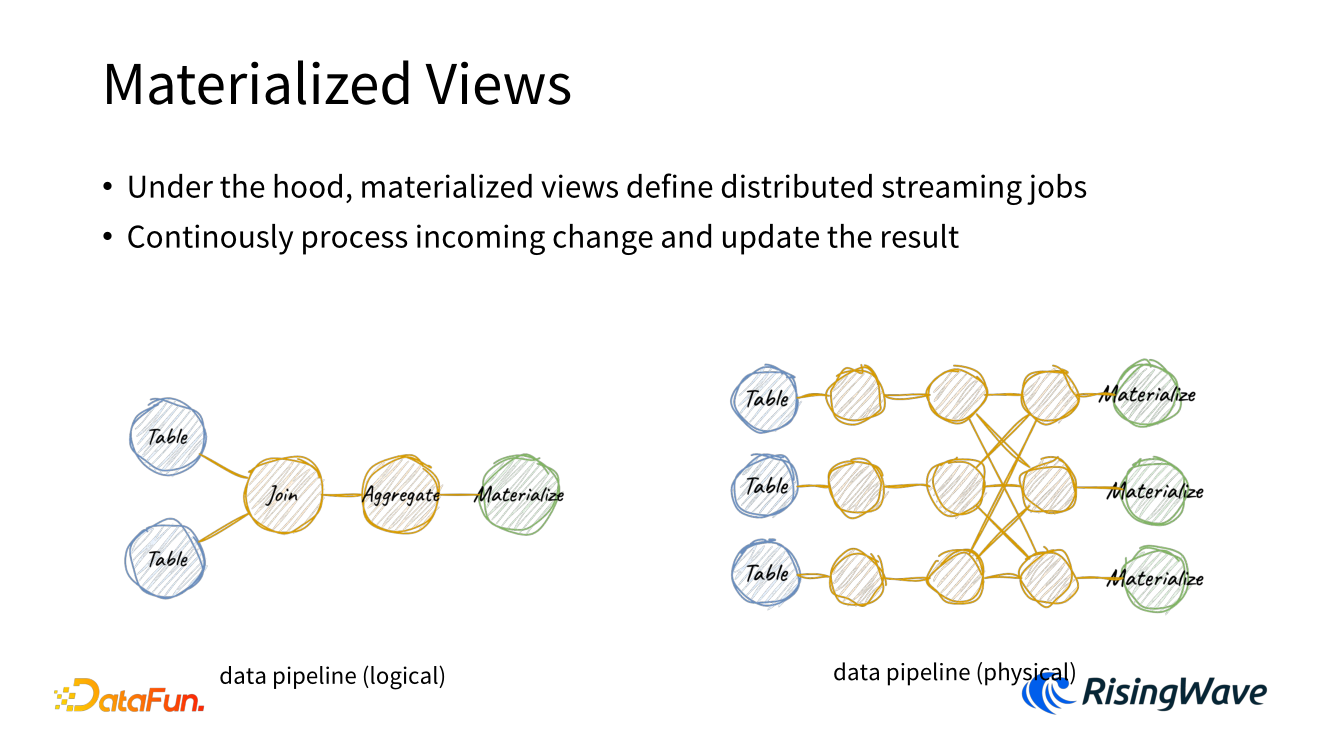 Materialized Views
• Under the hood, materialized views define distributed streaming jobs
• Continously process incoming change and update the result
Table
Join
Aggregate
Materialize
Table
Table
Materialize
Table
Materialize
Table
Materialize
data pipeline (logical)
data pipeline (physical)
DataFun.
RisingWave